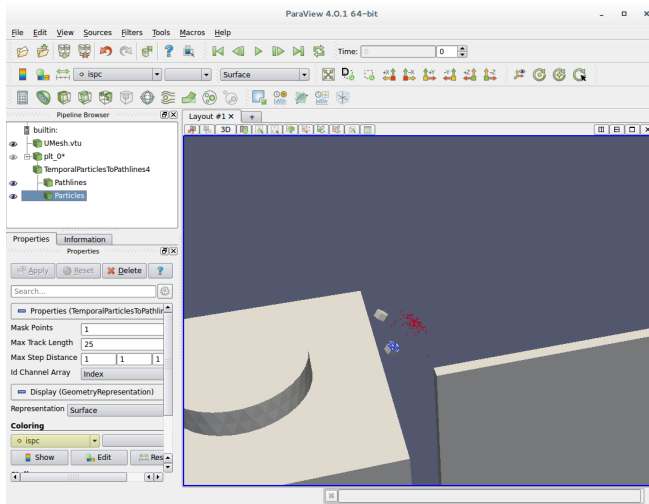 ParaView 4.0.1 64-bit
File Edit View Sources Filters Tools Macros Help
Time: 0 0
ispc Surface
Pipeline Browser
Layout #1
3D
builtin:
UMesh.vtu
plt_0*
TemporalParticlesToPathlines4
Pathlines
Particles
Properties Information
Properties
Apply Reset Delete ?
Search...
Properties (TemporalParticlesToPathlin
Mask Points 1
Max Track Length 25
Max Step Distance 1 1 1
Id Channel Array Index
Display (GeometryRepresentation)
Representation Surface
Coloring
ispc
Show Edit Res